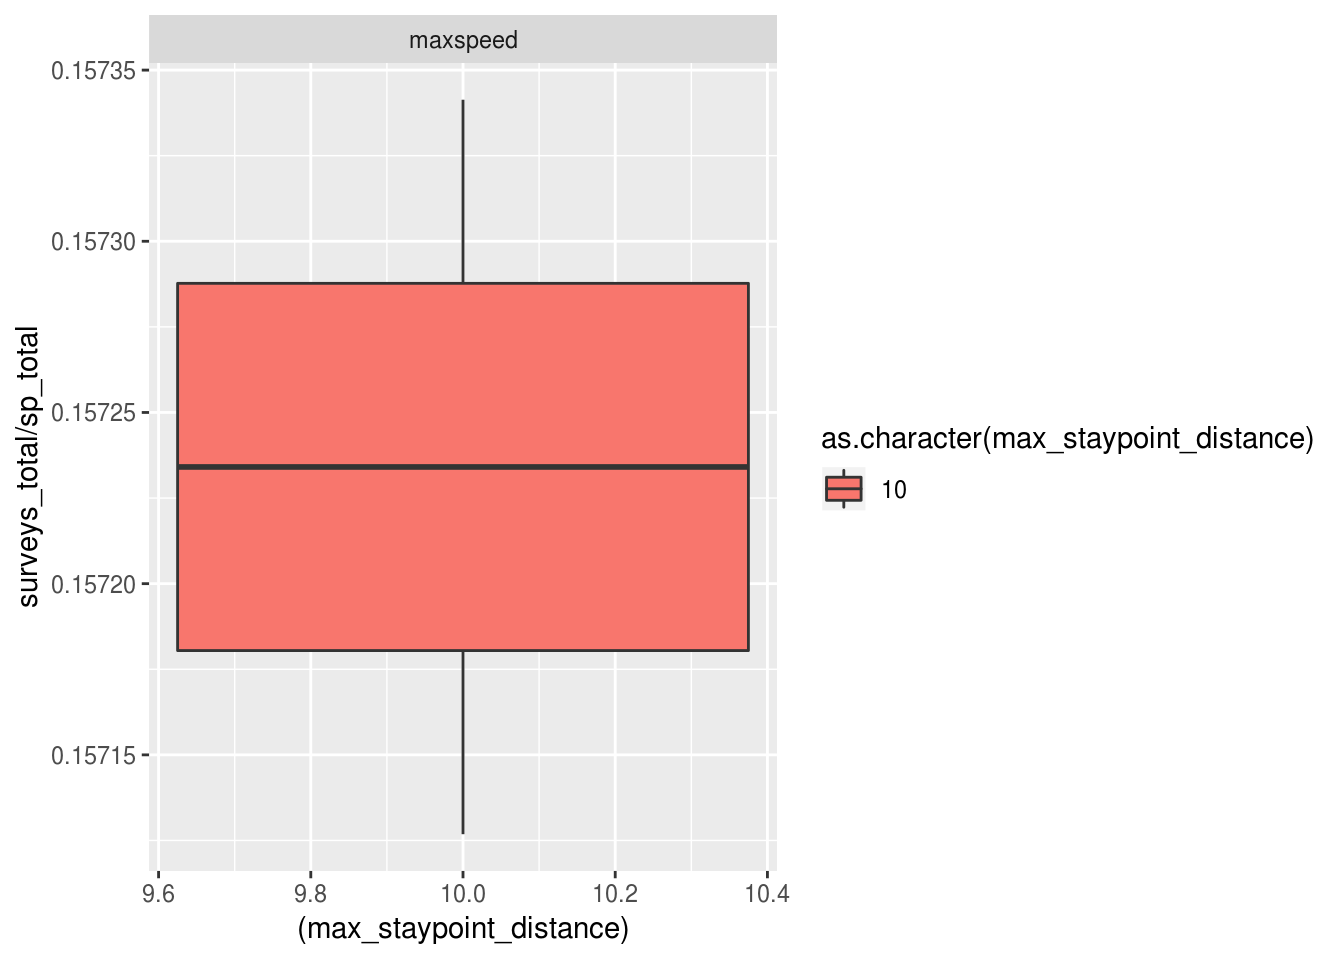 maxspeed
0.15735
0.15730
0.15725
0.15720
0.15715
surveys_total/sp_total
9.6 9.8 10.0 10.2 10.4
(max_staypoint_distance)
as.character(max_staypoint_distance)
10